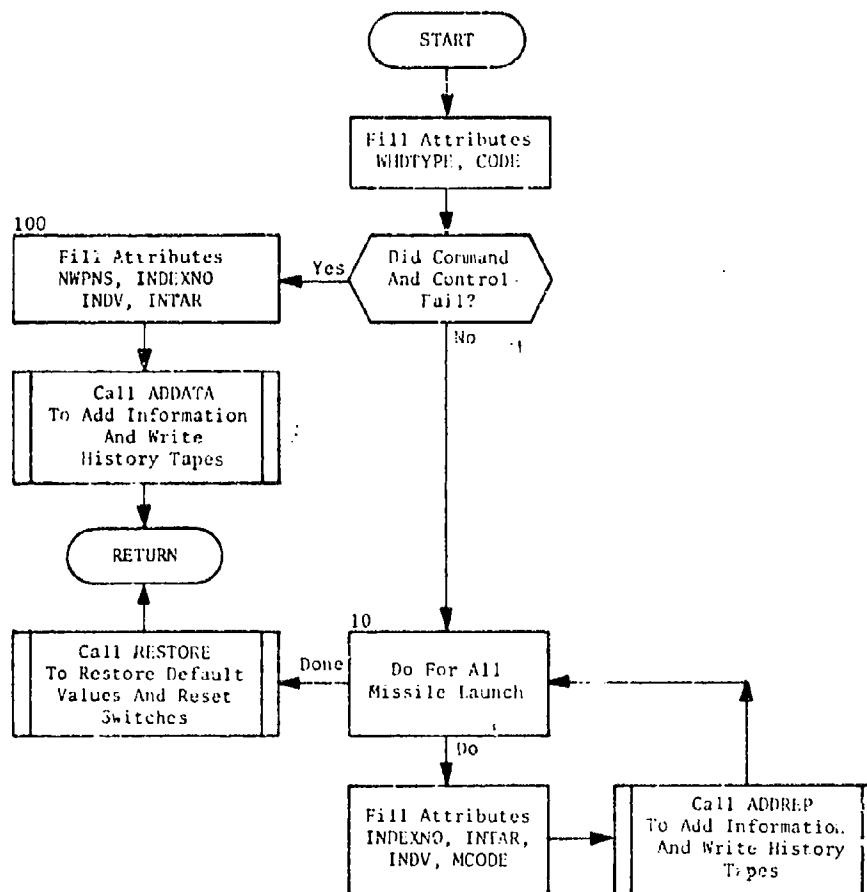 START
Fill Attributes
WHDTYPE, CODE
100
Fill Attributes
NWPNS, INDEXNO
INDV, INTAR
Yes
Did Command
And Control
Fail?
No
Call ADDATA
To Add Information
And Write
History Tapes
RETURN
10
Call RESTORE
To Restore Default
Values And Reset
Switches
Done
Do For All
Missile Launch
Do
Fill Attributes
INDEXNO, INTAR,
INDV, MCODE
Call ADDREP
To Add Information
And Write History
Tapes